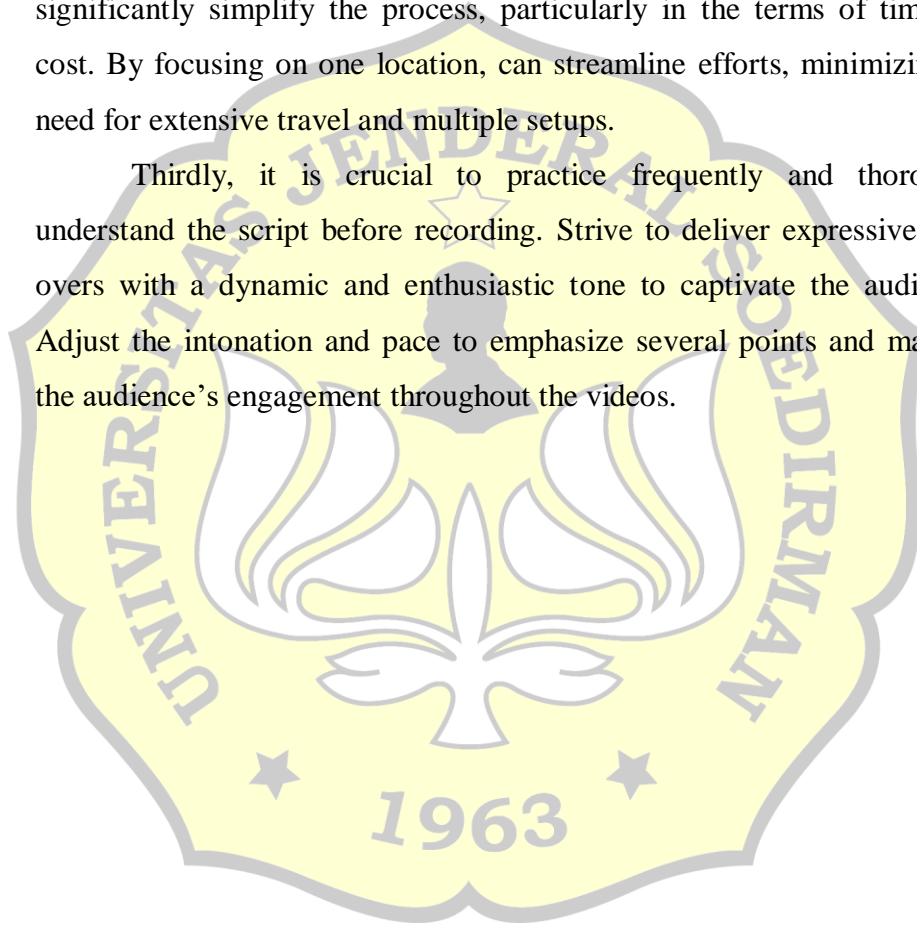 significantly simplify the process, particularly in the terms of tim
cost. By focusing on one location, can streamline efforts, minimizi
need for extensive travel and multiple setups.
Thirdly, it is crucial to practice frequently and thoro
understand the script before recording. Strive to deliver expressive
overs with a dynamic and enthusiastic tone to captivate the audi
Adjust the intonation and pace to emphasize several points and ma
the audience’s engagement throughout the videos.
UNIVERSITAS JENDERAL SOEDIRMAN
1963